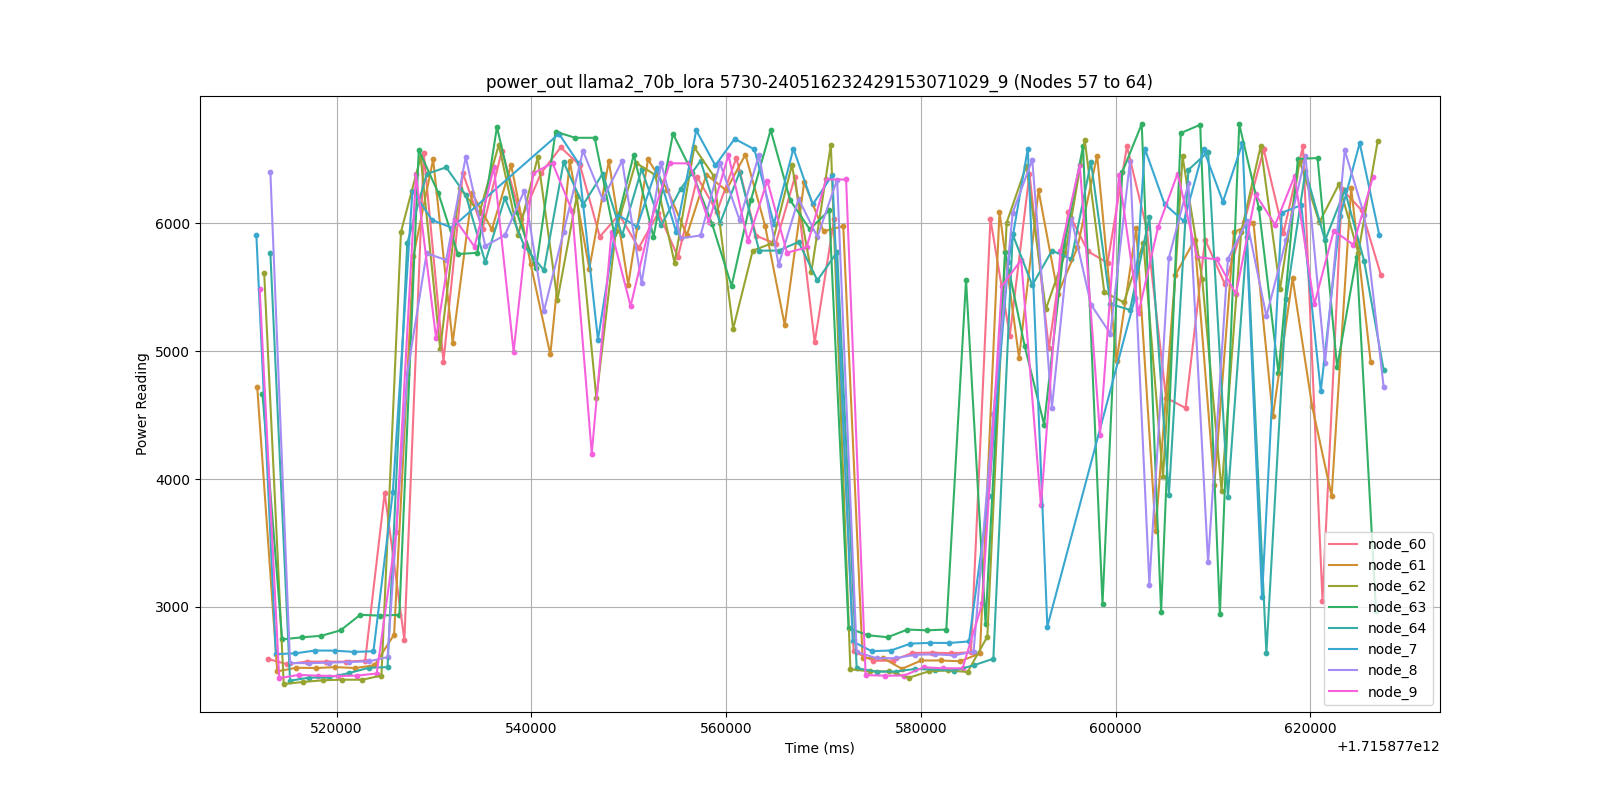 power_out llama2_70b_lora 5730-240516232429153071029_9 (Nodes 57 to 64)
Power Reading
6000
5000
4000
3000
node_60
node_61
node_62
node_63
node_64
node_7
node_8
node_9
520000 540000 560000 580000 600000 620000
Time (ms)
+1.715877e12